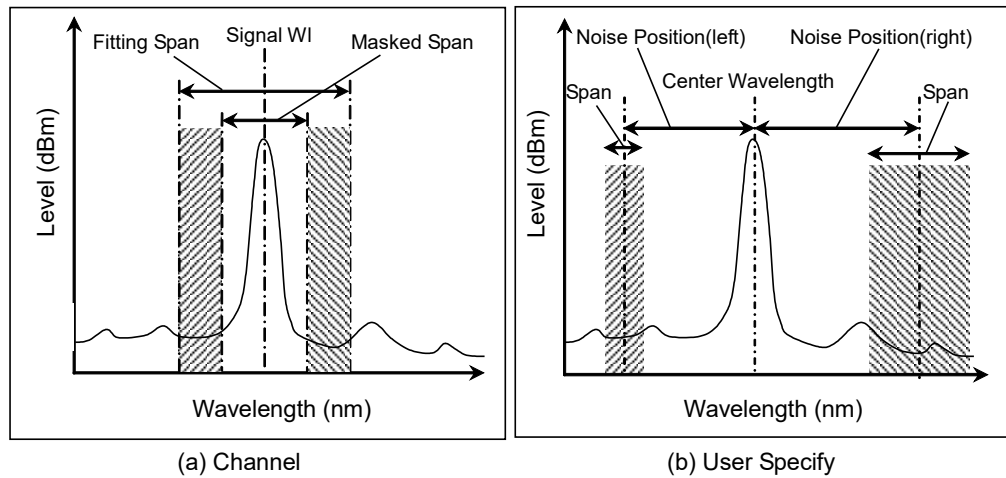 Signal Wl
Fitting Span
Masked Span
Level (dBm)
Wavelength (nm)
(a) Channel
Noise Position(left)
Noise Position(right)
Center Wavelength
Span
Span
Level (dBm)
Wavelength (nm)
(b) User Specify